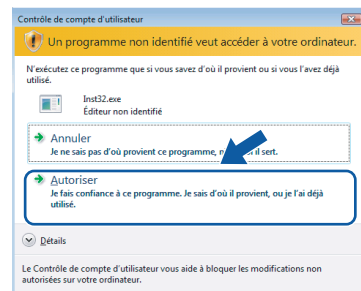 Contrôle de compte d'utilisateur
Un programme non identifié veut accéder à votre ordinateur.
N'exécutez ce programme que si vous savez d'où il provient ou si vous l'avez déjà
utilisé.
Inst32.exe
Éditeur non identifié
Annuler
Je ne sais pas d'où provient ce programme, il sert.
Autoriser
Je fais confiance à ce programme. Je sais d'où il provient, ou je l'ai déjà
utilisé.
Détails
Le Contrôle de compte d'utilisateur vous aide à bloquer les modifications non
autorisées sur votre ordinateur.